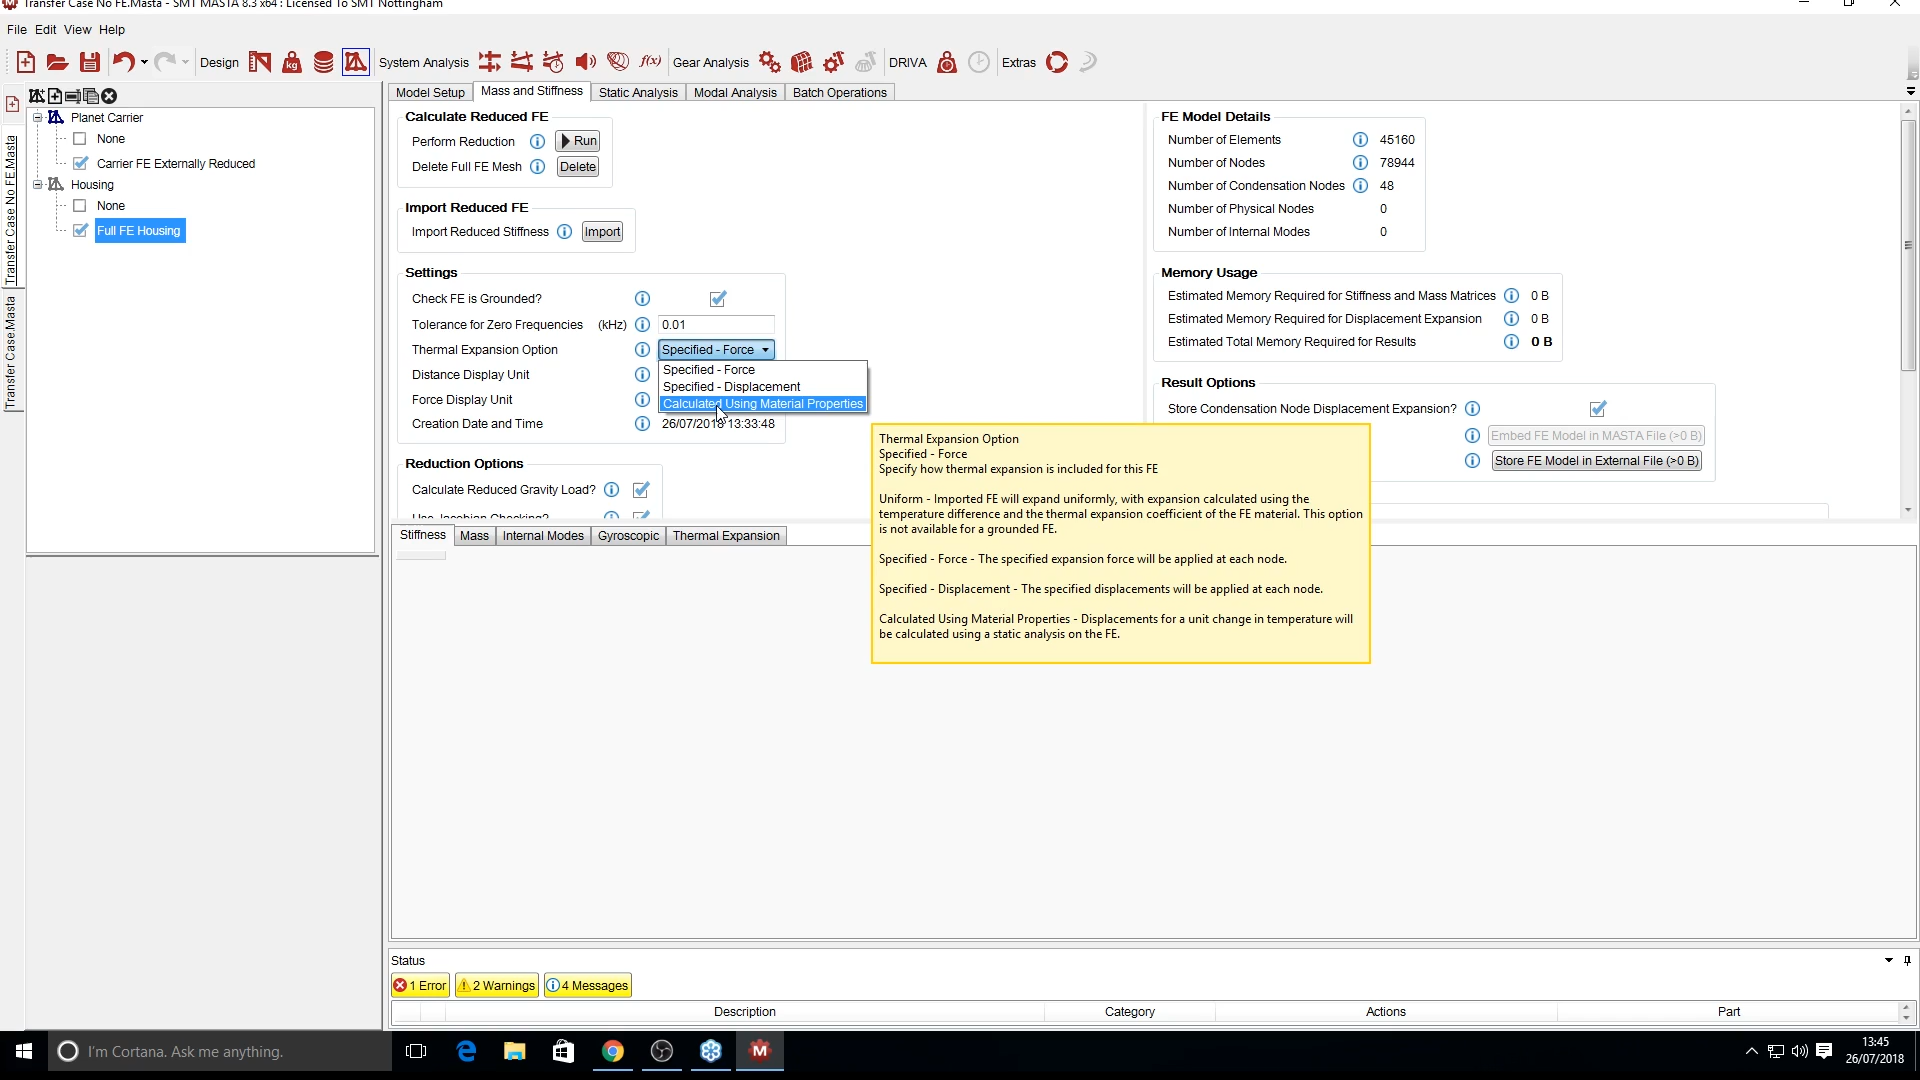 Transfer Case No FE.Masta - SMT MASTA 8.3 x64 : Licensed To SMT Nottingham
File Edit View Help
Design System Analysis f(x) Gear Analysis DRIVA Extras
Model Setup Mass and Stiffness Static Analysis Modal Analysis Batch Operations
Transfer Case No FE.Masta
Transfer Case.Masta
Planet Carrier
None
Carrier FE Externally Reduced
Housing
None
Full FE Housing
Calculate Reduced FE
Perform Reduction Run
Delete Full FE Mesh Delete
Import Reduced FE
Import Reduced Stiffness Import
Settings
Check FE is Grounded?
Tolerance for Zero Frequencies (kHz) 0.01
Thermal Expansion Option Specified - Force
Specified - Force
Specified - Displacement
Calculated Using Material Properties
Distance Display Unit
Force Display Unit
Creation Date and Time 26/07/2018 13:33:48
Reduction Options
Calculate Reduced Gravity Load?
Use Jacobian Checking?
FE Model Details
Number of Elements 45160
Number of Nodes 78944
Number of Condensation Nodes 48
Number of Physical Nodes 0
Number of Internal Modes 0
Memory Usage
Estimated Memory Required for Stiffness and Mass Matrices 0 B
Estimated Memory Required for Displacement Expansion 0 B
Estimated Total Memory Required for Results 0 B
Result Options
Store Condensation Node Displacement Expansion?
Embed FE Model in MASTA File (>0 B)
Store FE Model in External File (>0 B)
Thermal Expansion Option
Specified - Force
Specify how thermal expansion is included for this FE
Uniform - Imported FE will expand uniformly, with expansion calculated using the
temperature difference and the thermal expansion coefficient of the FE material. This option
is not available for a grounded FE.
Specified - Force - The specified expansion force will be applied at each node.
Specified - Displacement - The specified displacements will be applied at each node.
Calculated Using Material Properties - Displacements for a unit change in temperature will
be calculated using a static analysis on the FE.
Stiffness Mass Internal Modes Gyroscopic Thermal Expansion
Status
1 Error 2 Warnings 4 Messages
Description Category Actions Part
I'm Cortana. Ask me anything.
13:45
26/07/2018